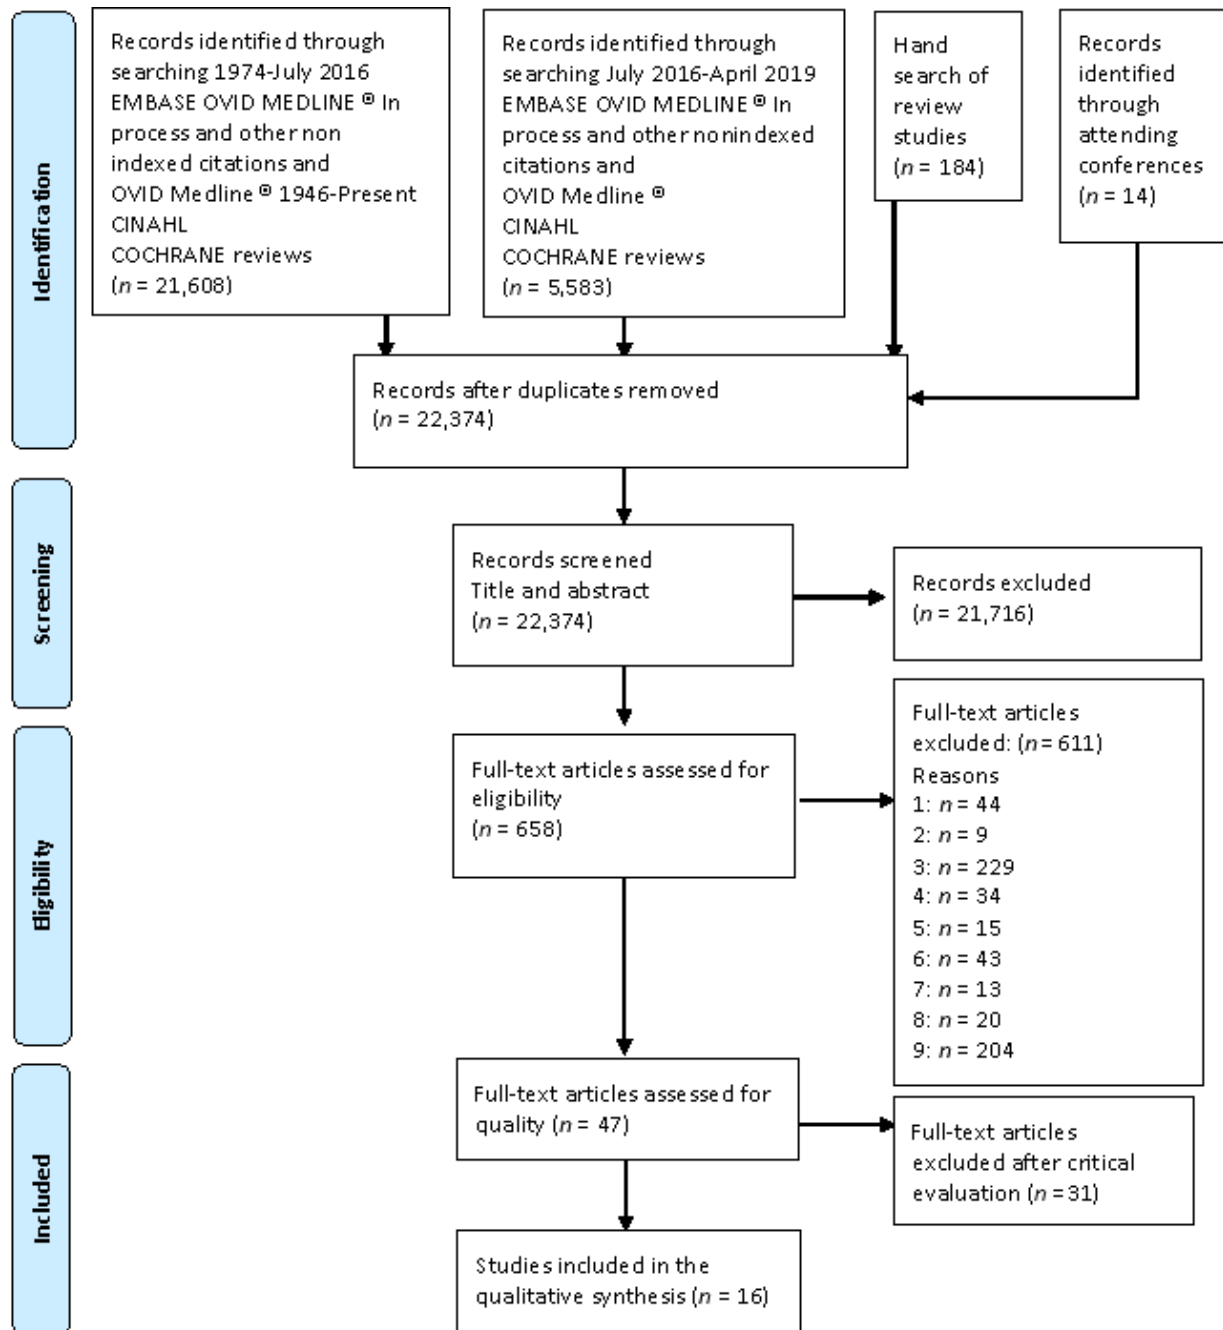 Identification
Records identified through
searching 1974-July 2016
EMBASE OVID MEDLINE ® In
process and other non
indexed citations and
OVID Medline ® 1946-Present
CINAHL
COCHRANE reviews
(n = 21,608)
Records identified through
searching July 2016-April 2019
EMBASE OVID MEDLINE ® In
process and other nonindexed
citations and
OVID Medline ®
CINAHL
COCHRANE reviews
(n = 5,583)
Hand
search of
review
studies
(n = 184)
Records
identified
through
attending
conferences
(n = 14)
Records after duplicates removed
(n = 22,374)
Screening
Records screened
Title and abstract
(n = 22,374)
Records excluded
(n = 21,716)
Eligibility
Full-text articles assessed for
eligibility
(n = 658)
Full-text articles
excluded: (n = 611)
Reasons
1: n = 44
2: n = 9
3: n = 229
4: n = 34
5: n = 15
6: n = 43
7: n = 13
8: n = 20
9: n = 204
Included
Full-text articles assessed for
quality (n = 47)
Full-text articles
excluded after critical
evaluation (n = 31)
Studies included in the
qualitative synthesis (n = 16)